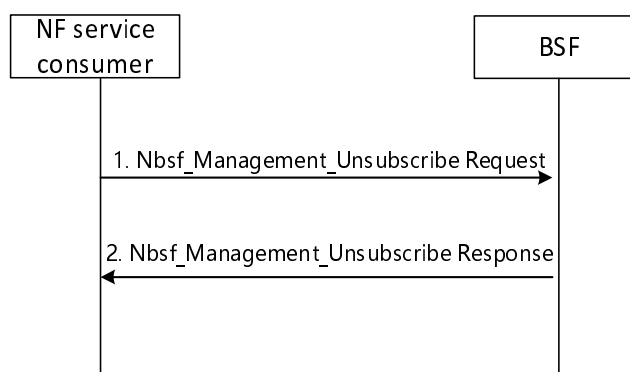 NF service
consumer
BSF
1. Nbsf_Management_Unsubscribe Request
2. Nbsf_Management_Unsubscribe Response